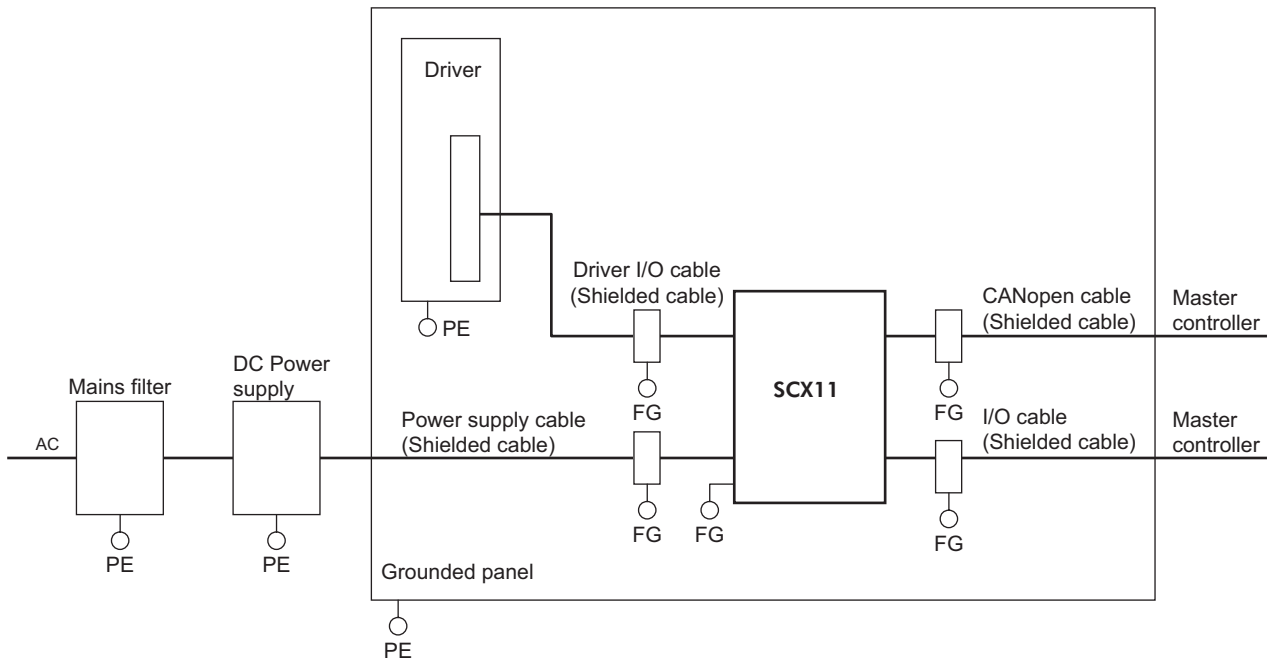 Driver
PE
Driver I/O cable
(Shielded cable)
FG
CANopen cable
(Shielded cable)
FG
Master
controller
Mains filter
DC Power
supply
SCX11
AC
PE
PE
Power supply cable
(Shielded cable)
FG
FG
I/O cable
(Shielded cable)
FG
Master
controller
Grounded panel
PE